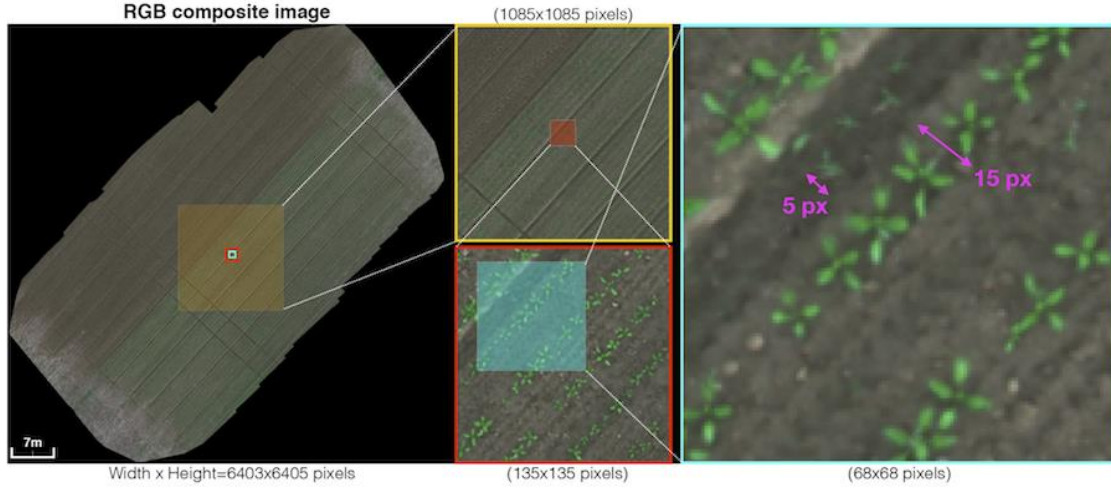 RGB composite image
(1085x1085 pixels)
15 px
5 px
7m
Width x Height=6403x6405 pixels
(135x135 pixels)
(68x68 pixels)